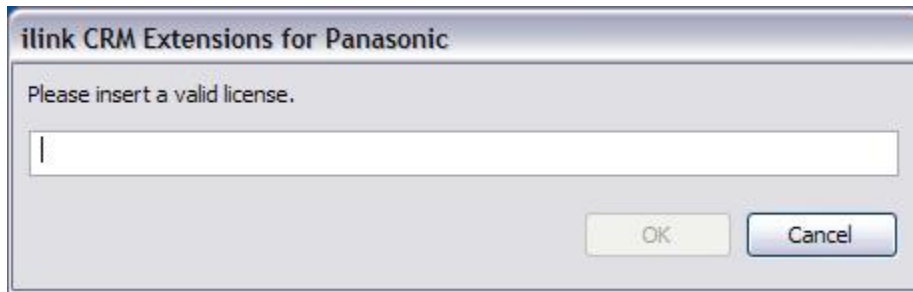 ilink CRM Extensions for Panasonic
Please insert a valid license.
OK
Cancel